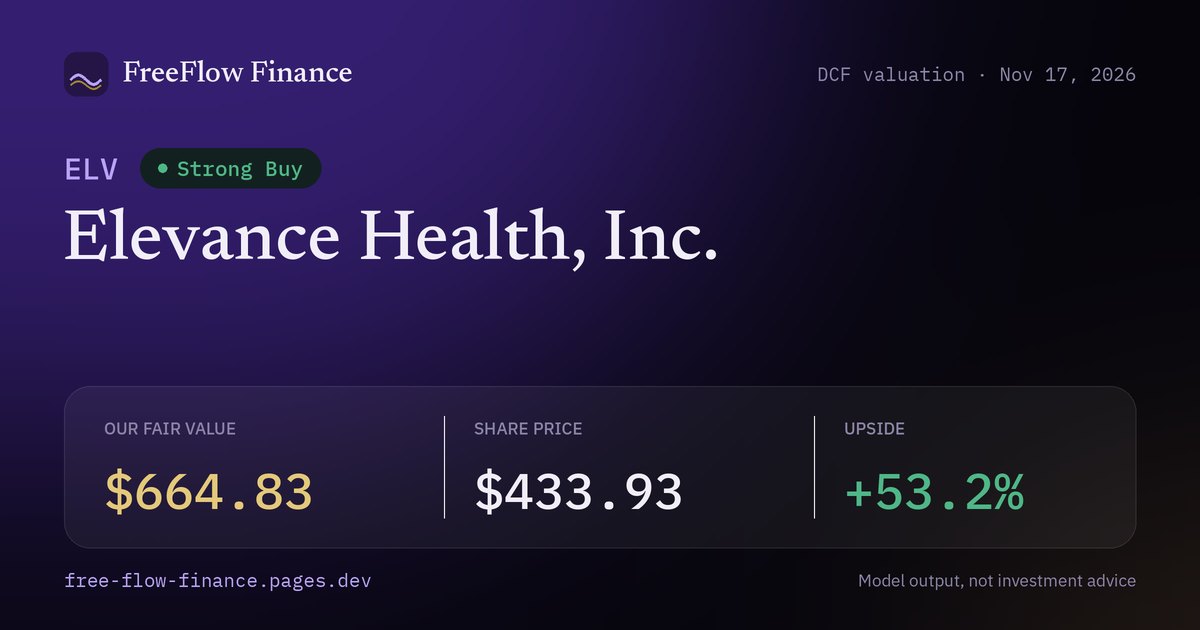 FreeFlow Finance
DCF valuation · Nov 17, 2026
ELV
Strong Buy
Elevance Health, Inc.
OUR FAIR VALUE
$664.83
SHARE PRICE
$433.93
UPSIDE
+53.2%
free-flow-finance.pages.dev
Model output, not investment advice